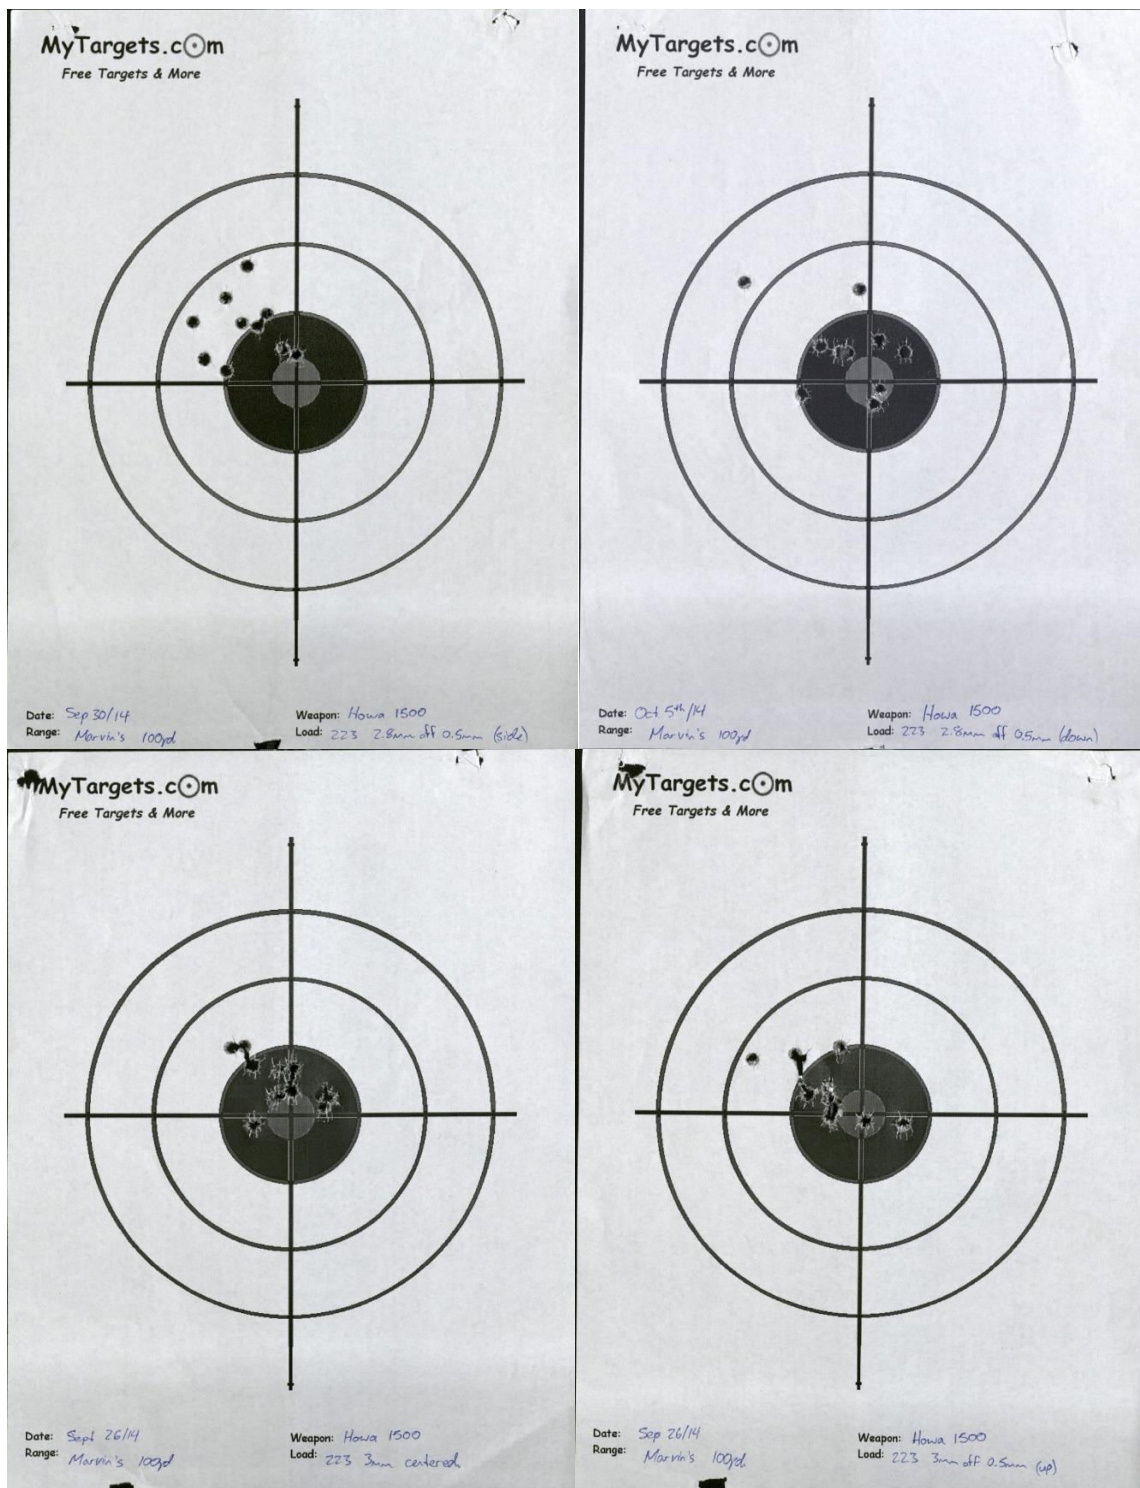 MyTargets.com
Free Targets & More
Date: Sep 30/14
Weapon: Howa 1500
Range: Marvin's 100yd
Load: 223 2.8mm off 0.5mm (side)
MyTargets.com
Free Targets & More
Date: Oct 5th/14
Weapon: Howa 1500
Range: Marvin's 100yd
Load: 223 2.8mm off 0.5mm (down)
MyTargets.com
Free Targets & More
Date: Sept 26/14
Weapon: Howa 1500
Range: Marvin's 100yd
Load: 223 3mm centered
MyTargets.com
Free Targets & More
Date: Sep 26/14
Weapon: Howa 1500
Range: Marvin's 100yd
Load: 223 3mm off 0.5mm (up)